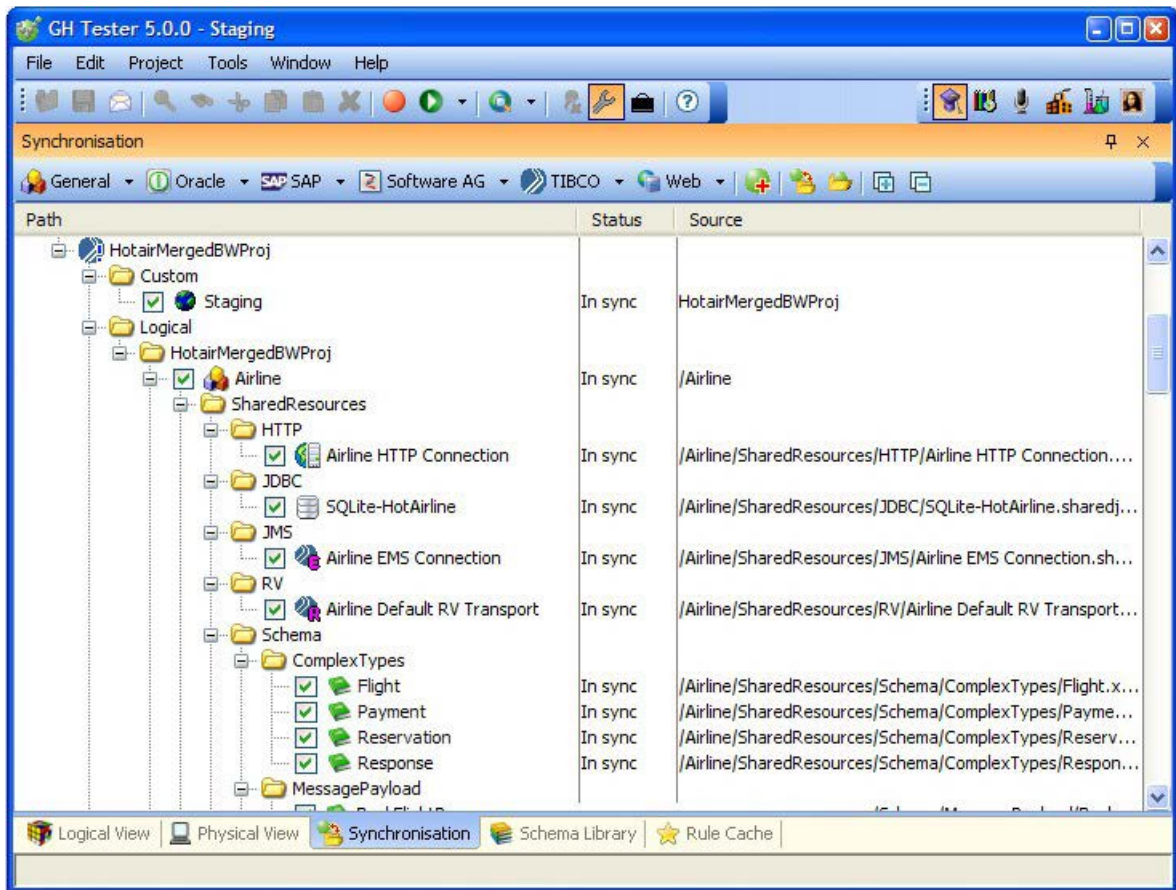 GH Tester 5.0.0 - Staging
File Edit Project Tools Window Help
Synchronisation
General Oracle SAP SAP Software AG TIBCO Web
Path Status Source
HotairMergedBWProj
Custom
Staging In sync HotairMergedBWProj
Logical
HotairMergedBWProj
Airline In sync /Airline
SharedResources
HTTP
Airline HTTP Connection In sync /Airline/SharedResources/HTTP/Airline HTTP Connection....
JDBC
SQLite-HotAirline In sync /Airline/SharedResources/JDBC/SQLite-HotAirline.sharedj...
JMS
Airline EMS Connection In sync /Airline/SharedResources/JMS/Airline EMS Connection.sh...
RV
Airline Default RV Transport In sync /Airline/SharedResources/RV/Airline Default RV Transport...
Schema
ComplexTypes
Flight In sync /Airline/SharedResources/Schema/ComplexTypes/Flight.x...
Payment In sync /Airline/SharedResources/Schema/ComplexTypes/Payme...
Reservation In sync /Airline/SharedResources/Schema/ComplexTypes/Reserv...
Response In sync /Airline/SharedResources/Schema/ComplexTypes/Respon...
MessagePayload
Logical View Physical View Synchronisation Schema Library Rule Cache